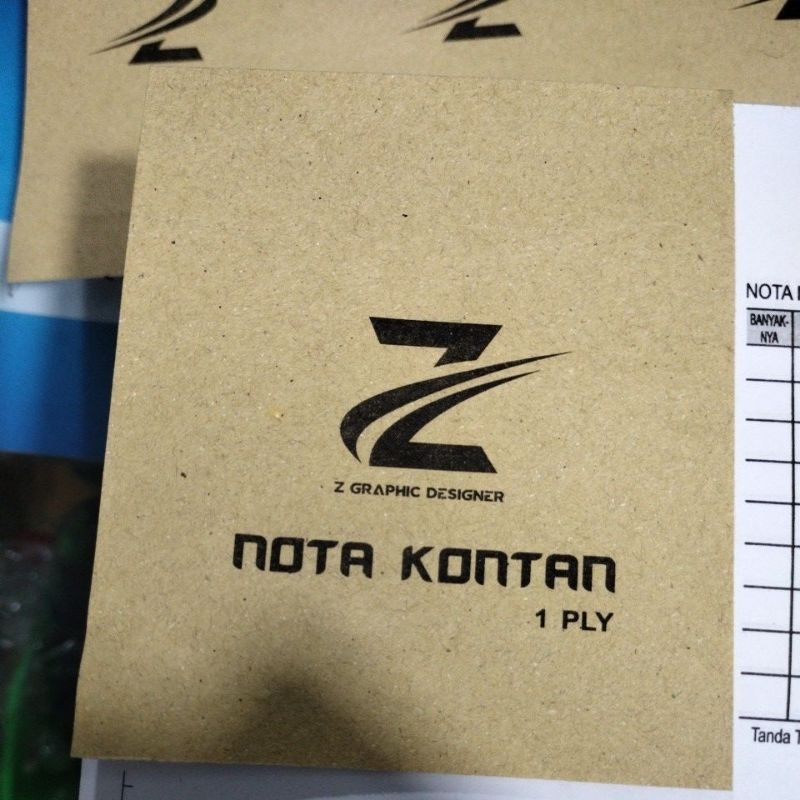 Z GRAPHIC DESIGNER
NOTA KONTAN
1 PLY
NOTA
BANYAK-
NYA
Tanda